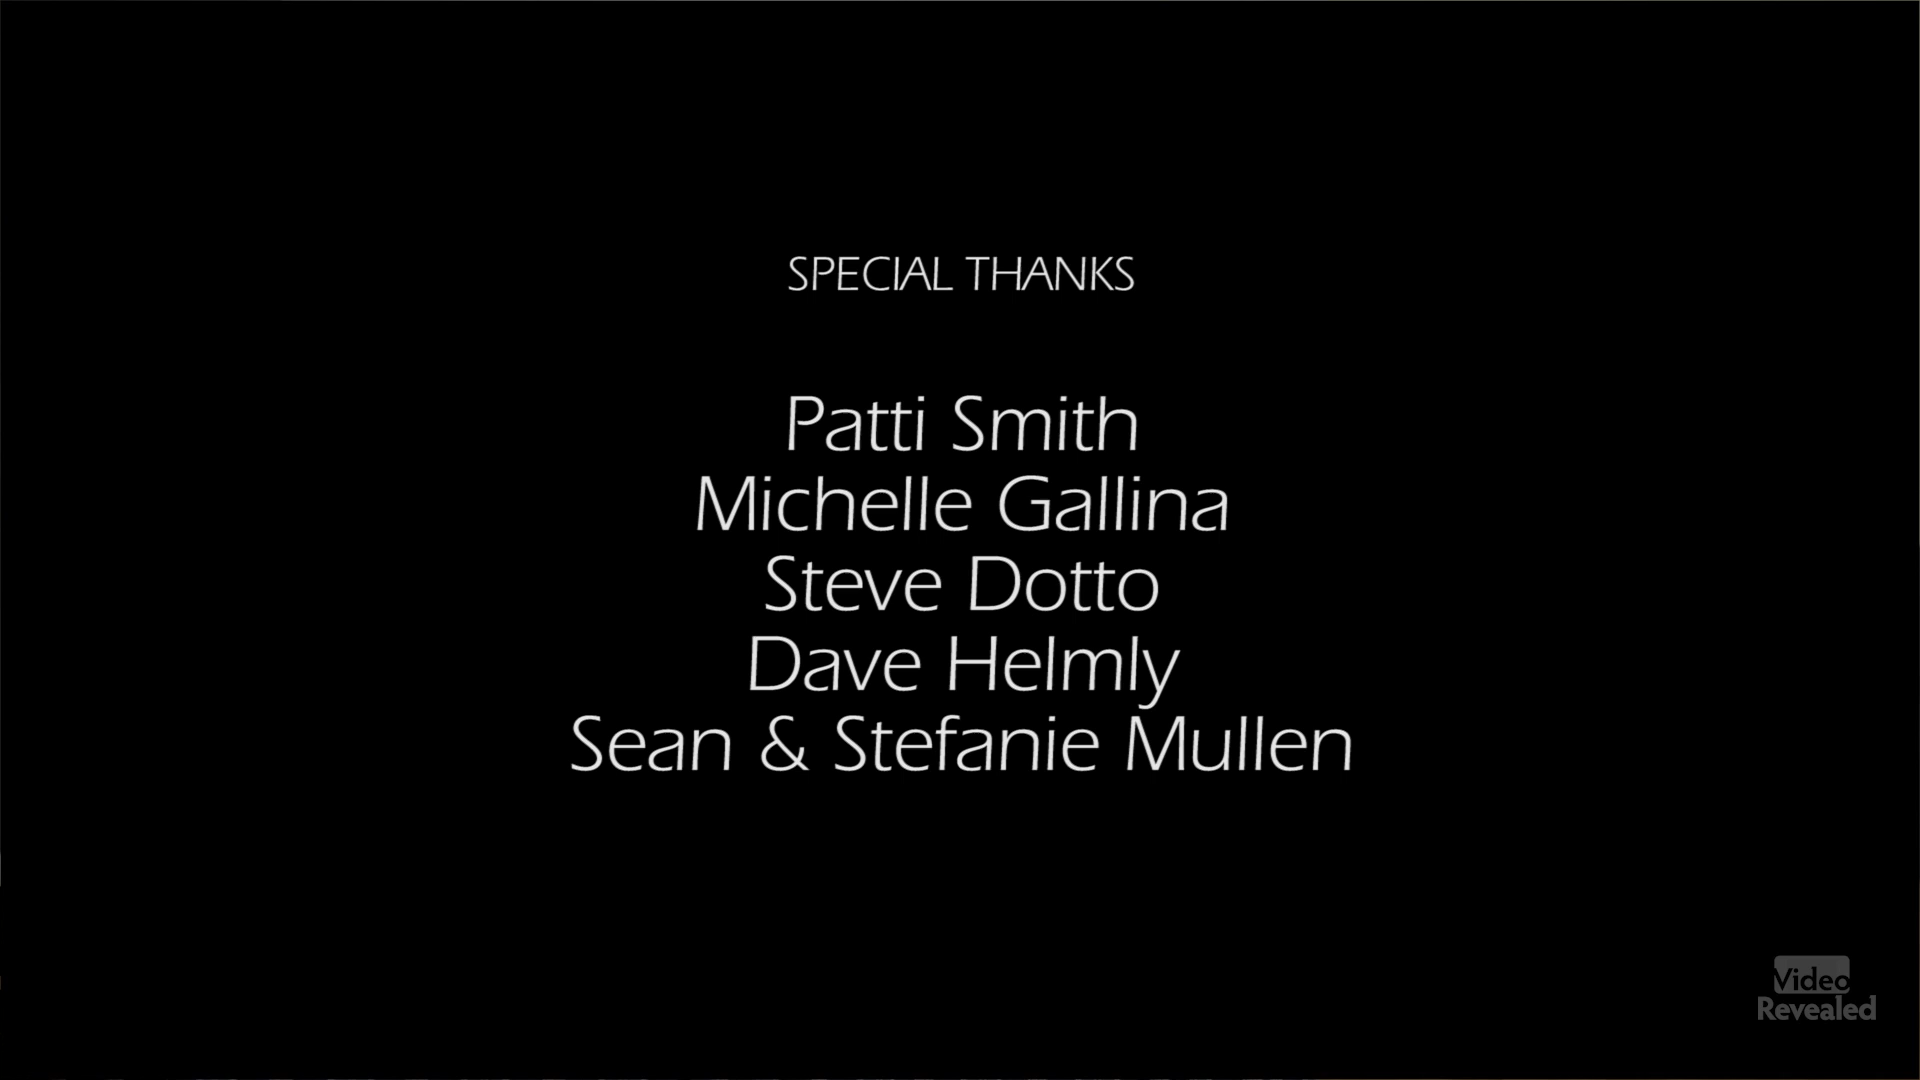 SPECIAL THANKS
Patti Smith
Michelle Gallina
Steve Dotto
Dave Helmly
Sean & Stefanie Mullen
Video
Revealed